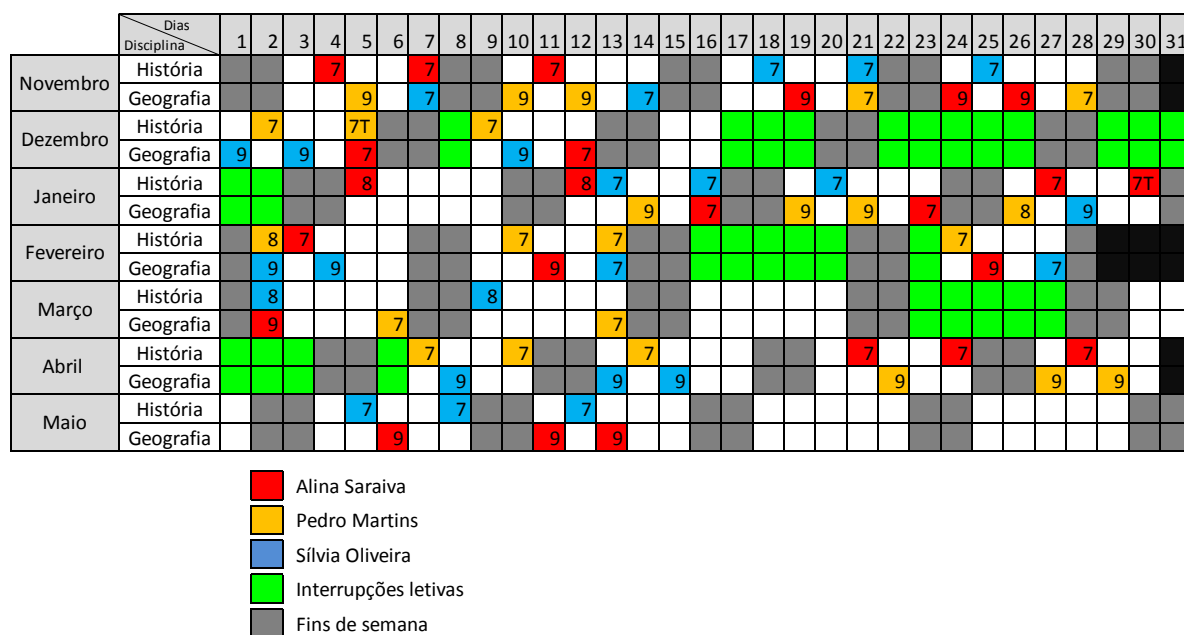 Dias
Disciplina 1 2 3 4 5 6 7 8 9 10 11 12 13 14 15 16 17 18 19 20 21 22 23 24 25 26 27 28 29 30 31
Novembro
História 7 7 7 7 7 7
Geografia 9 7 9 9 7 9 7 9 9 7
Dezembro
História 7 7T 7
Geografia 9 9 7 9 7
Janeiro
História 8 8 7 7 7 7 7T
Geografia 9 7 9 9 7 8 9
Fevereiro
História 8 7 7 7 7
Geografia 9 9 9 7 9 7
Março
História 8 8
Geografia 9 7 7
Abril
História 7 7 7 7 7 7
Geografia 9 9 9 9 9 9
Maio
História 7 7 7
Geografia 9 9 9
Alina Saraiva
Pedro Martins
Sílvia Oliveira
Interrupções letivas
Fins de semana